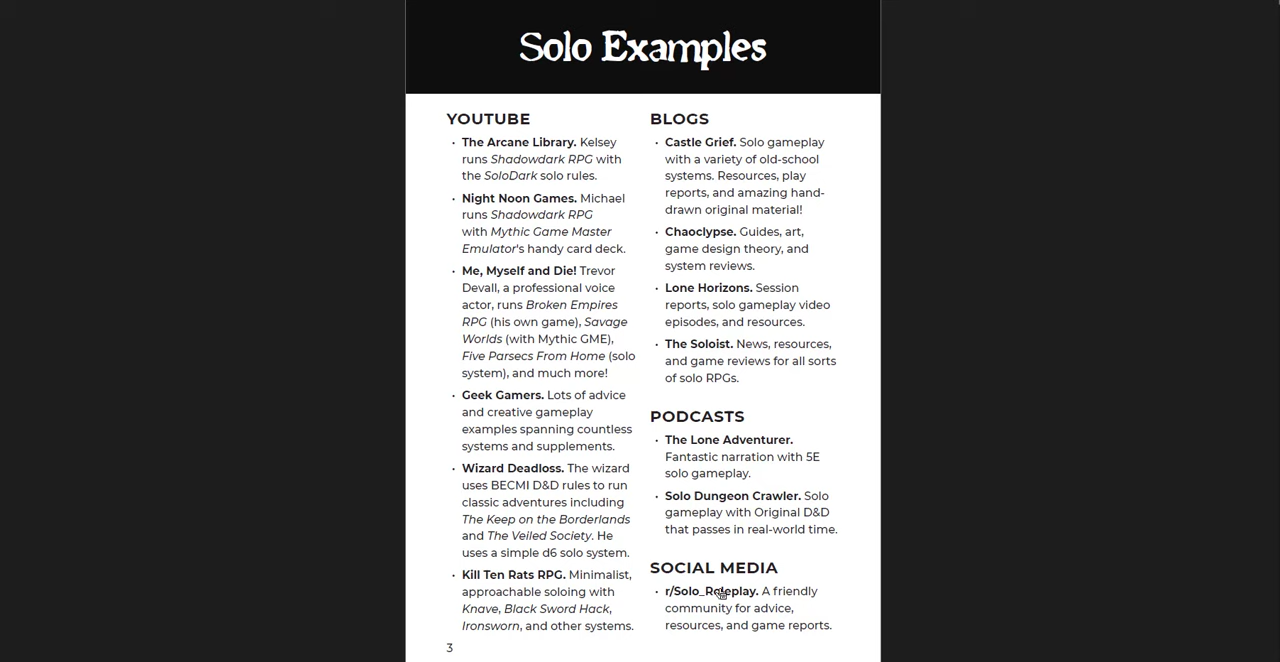 Solo Examples
YOUTUBE
• The Arcane Library. Kelsey
runs Shadowdark RPG with
the SoloDark solo rules.
• Night Noon Games. Michael
runs Shadowdark RPG
with Mythic Game Master
Emulator's handy card deck.
• Me, Myself and Die! Trevor
Devall, a professional voice
actor, runs Broken Empires
RPG (his own game), Savage
Worlds (with Mythic GME),
Five Parsecs From Home (solo
system), and much more!
• Geek Gamers. Lots of advice
and creative gameplay
examples spanning countless
systems and supplements.
• Wizard Deadloss. The wizard
uses BECMI D&D rules to run
classic adventures including
The Keep on the Borderlands
and The Veiled Society. He
uses a simple d6 solo system.
• Kill Ten Rats RPG. Minimalist,
approachable soloing with
Knave, Black Sword Hack,
Ironsworn, and other systems.
BLOGS
• Castle Grief. Solo gameplay
with a variety of old-school
systems. Resources, play
reports, and amazing hand-
drawn original material!
• Chaoclypse. Guides, art,
game design theory, and
system reviews.
• Lone Horizons. Session
reports, solo gameplay video
episodes, and resources.
• The Soloist. News, resources,
and game reviews for all sorts
of solo RPGs.
PODCASTS
• The Lone Adventurer.
Fantastic narration with 5E
solo gameplay.
• Solo Dungeon Crawler. Solo
gameplay with Original D&D
that passes in real-world time.
SOCIAL MEDIA
• r/Solo_Roleplay. A friendly
community for advice,
resources, and game reports.
3